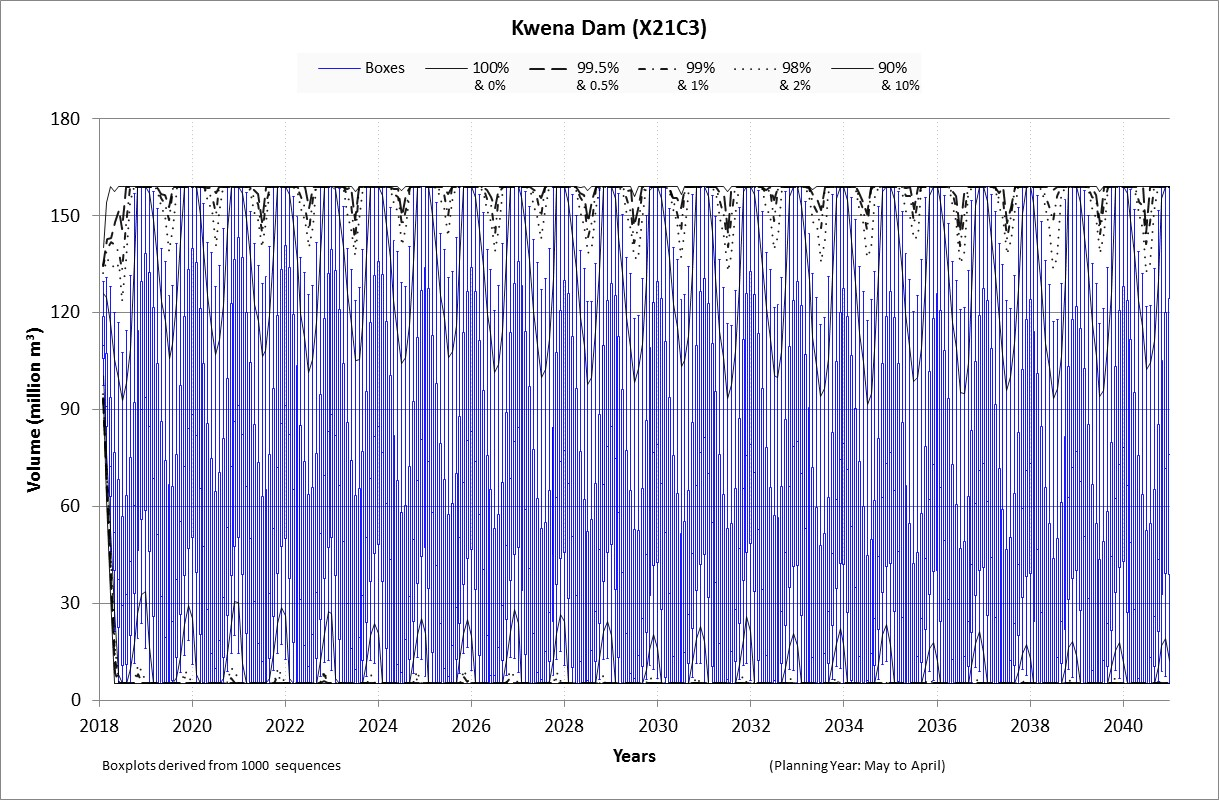 Kwena Dam (X21C3)
Boxes 100% 99.5% 99% 98% 90%
& 0% & 0.5% & 1% & 2% & 10%
180
150
120
90
60
30
0
Volume (million m³)
2018 2020 2022 2024 2026 2028 2030 2032 2034 2036 2038 2040
Years
Boxplots derived from 1000 sequences (Planning Year: May to April)